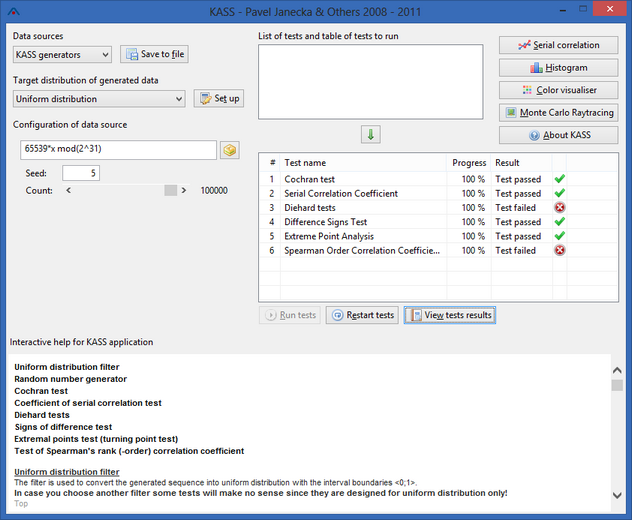 KASS - Pavel Janecka & Others 2008 - 2011
Data sources
KASS generators
Save to file
Target distribution of generated data
Uniform distribution
Set up
Configuration of data source
65539*x mod(2^31)
Seed: 5
Count: < > 100000
List of tests and table of tests to run
Serial correlation
Histogram
Color visualiser
Monte Carlo Raytracing
About KASS
# Test name Progress Result
1 Cochran test 100 % Test passed
2 Serial Correlation Coefficient 100 % Test passed
3 Diehard tests 100 % Test failed
4 Difference Signs Test 100 % Test passed
5 Extreme Point Analysis 100 % Test passed
6 Spearman Order Correlation Coefficie... 100 % Test failed
Run tests
Restart tests
View tests results
Interactive help for KASS application
Uniform distribution filter
Random number generator
Cochran test
Coefficient of serial correlation test
Diehard tests
Signs of difference test
Extremal points test (turning point test)
Test of Spearman's rank (-order) correlation coefficient
Uniform distribution filter
The filter is used to convert the generated sequence into uniform distribution with the interval boundaries <0;1>.
In case you choose another filter some tests will make no sense since they are designed for uniform distribution only!
Top